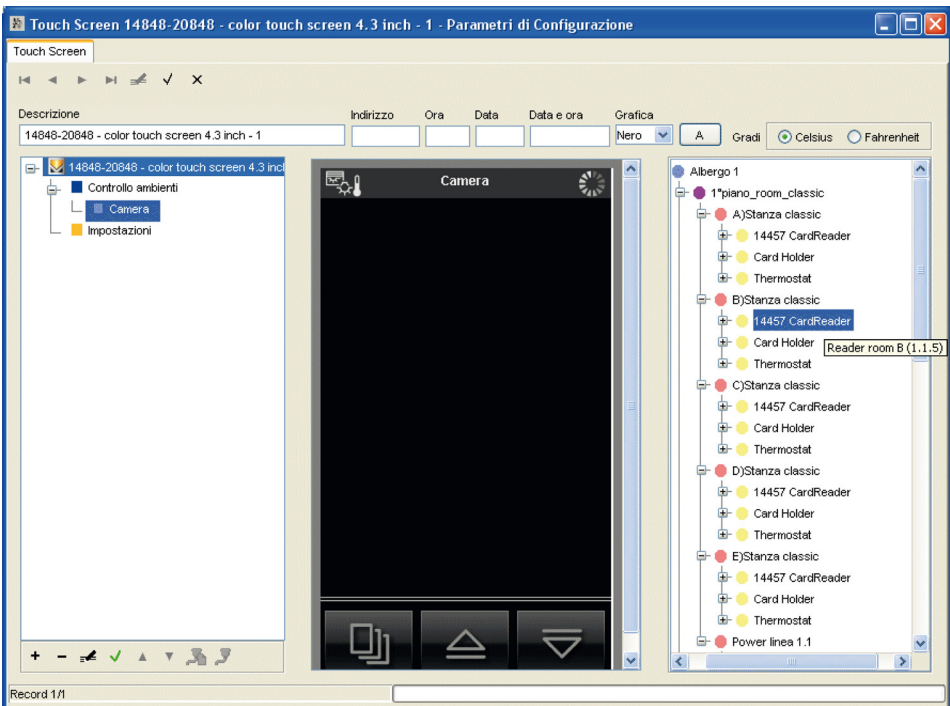 Touch Screen 14848-20848 - color touch screen 4.3 inch - 1 - Parametri di Configurazione
Touch Screen
Descrizione Indirizzo Ora Data Data e ora Grafica
14848-20848 - color touch screen 4.3 inch - 1 Nero A Gradi Celsius Fahrenheit
14848-20848 - color touch screen 4.3 incl
Controllo ambienti
Camera
Impostazioni
Camera
Albergo 1
1°piano_room_classic
A)Stanza classic
14457 CardReader
Card Holder
Thermostat
B)Stanza classic
14457 CardReader
Card Holder
Reader room B (1.1.5)
Thermostat
C)Stanza classic
14457 CardReader
Card Holder
Thermostat
D)Stanza classic
14457 CardReader
Card Holder
Thermostat
E)Stanza classic
14457 CardReader
Card Holder
Thermostat
Power linea 1.1
Record 1/1